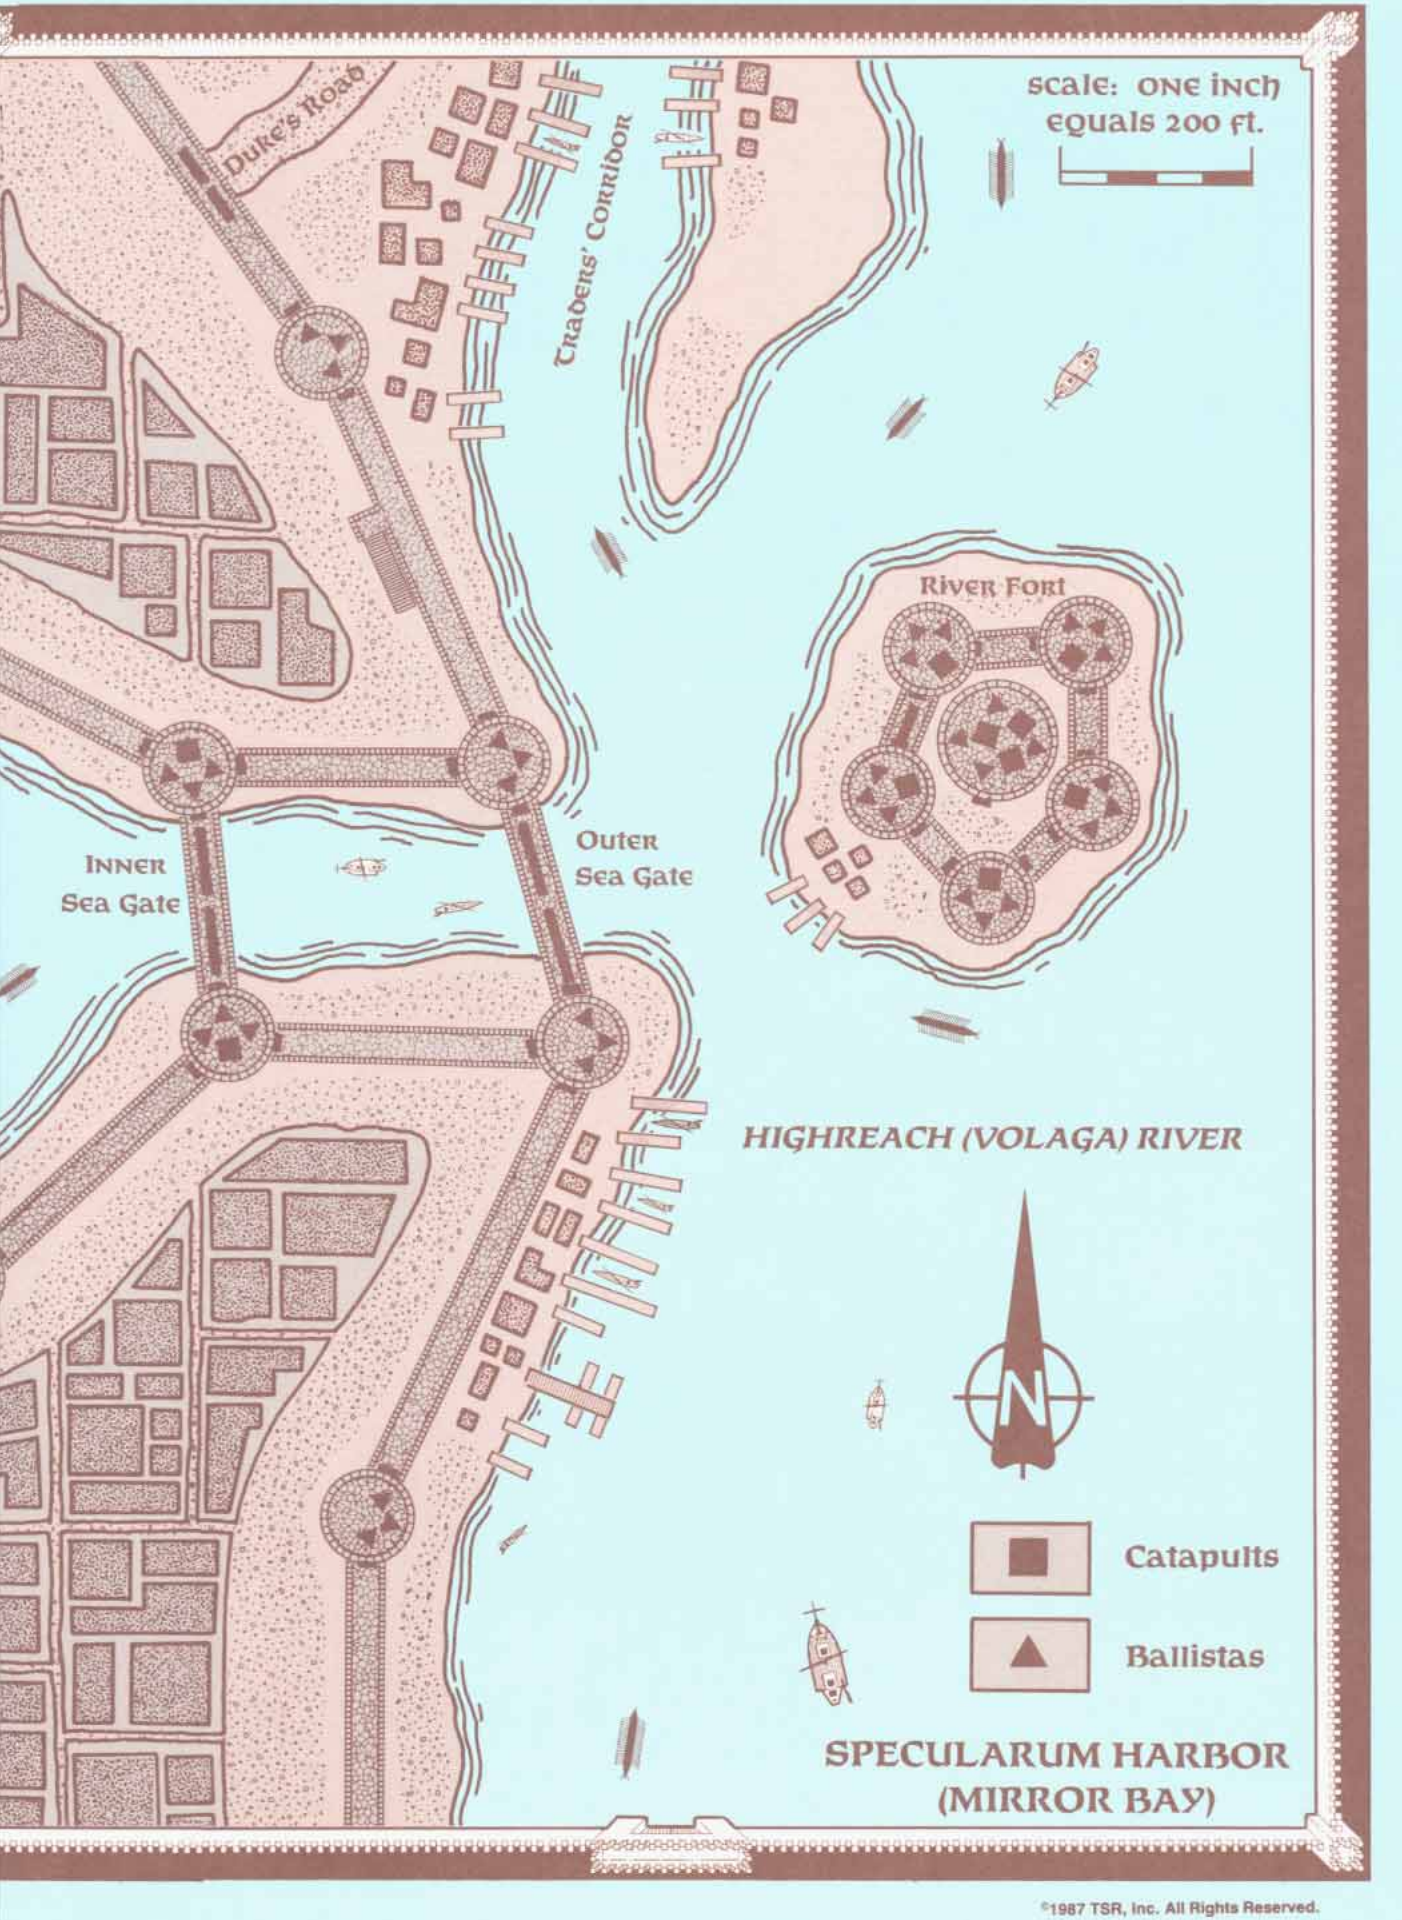 SCALE: ONE INCH
EQUALS 200 FT.
DUKE'S ROAD
TRADERS' CORRIDOR
RIVER FORT
OUTER
SEA GATE
INNER
SEA GATE
HIGHREACH (VOLAGA) RIVER
N
Catapults
Ballistas
SPECULARUM HARBOR
(MIRROR BAY)
©1987 TSR, Inc. All Rights Reserved.